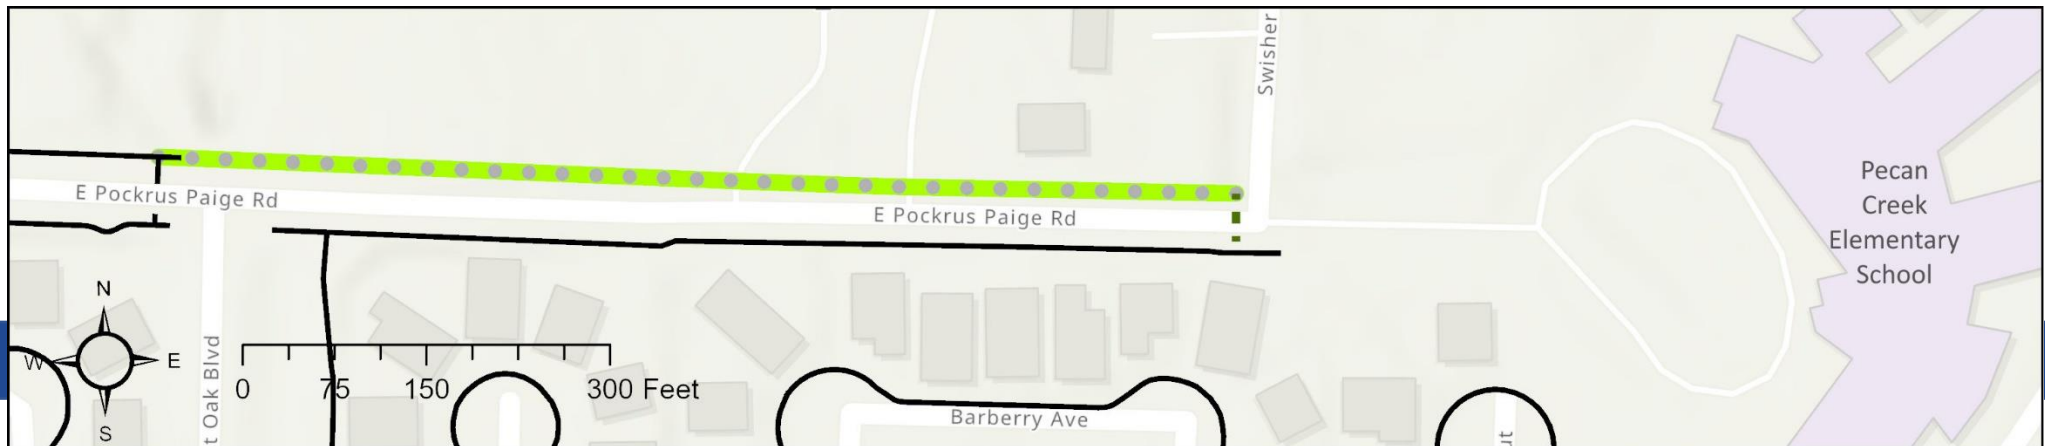 Swisher
E Pockrus Paige Rd
E Pockrus Paige Rd
Pecan
Creek
Elementary
School
N
W
E
S
t Oak Blvd
0
75
150
300 Feet
Barberry Ave
ut